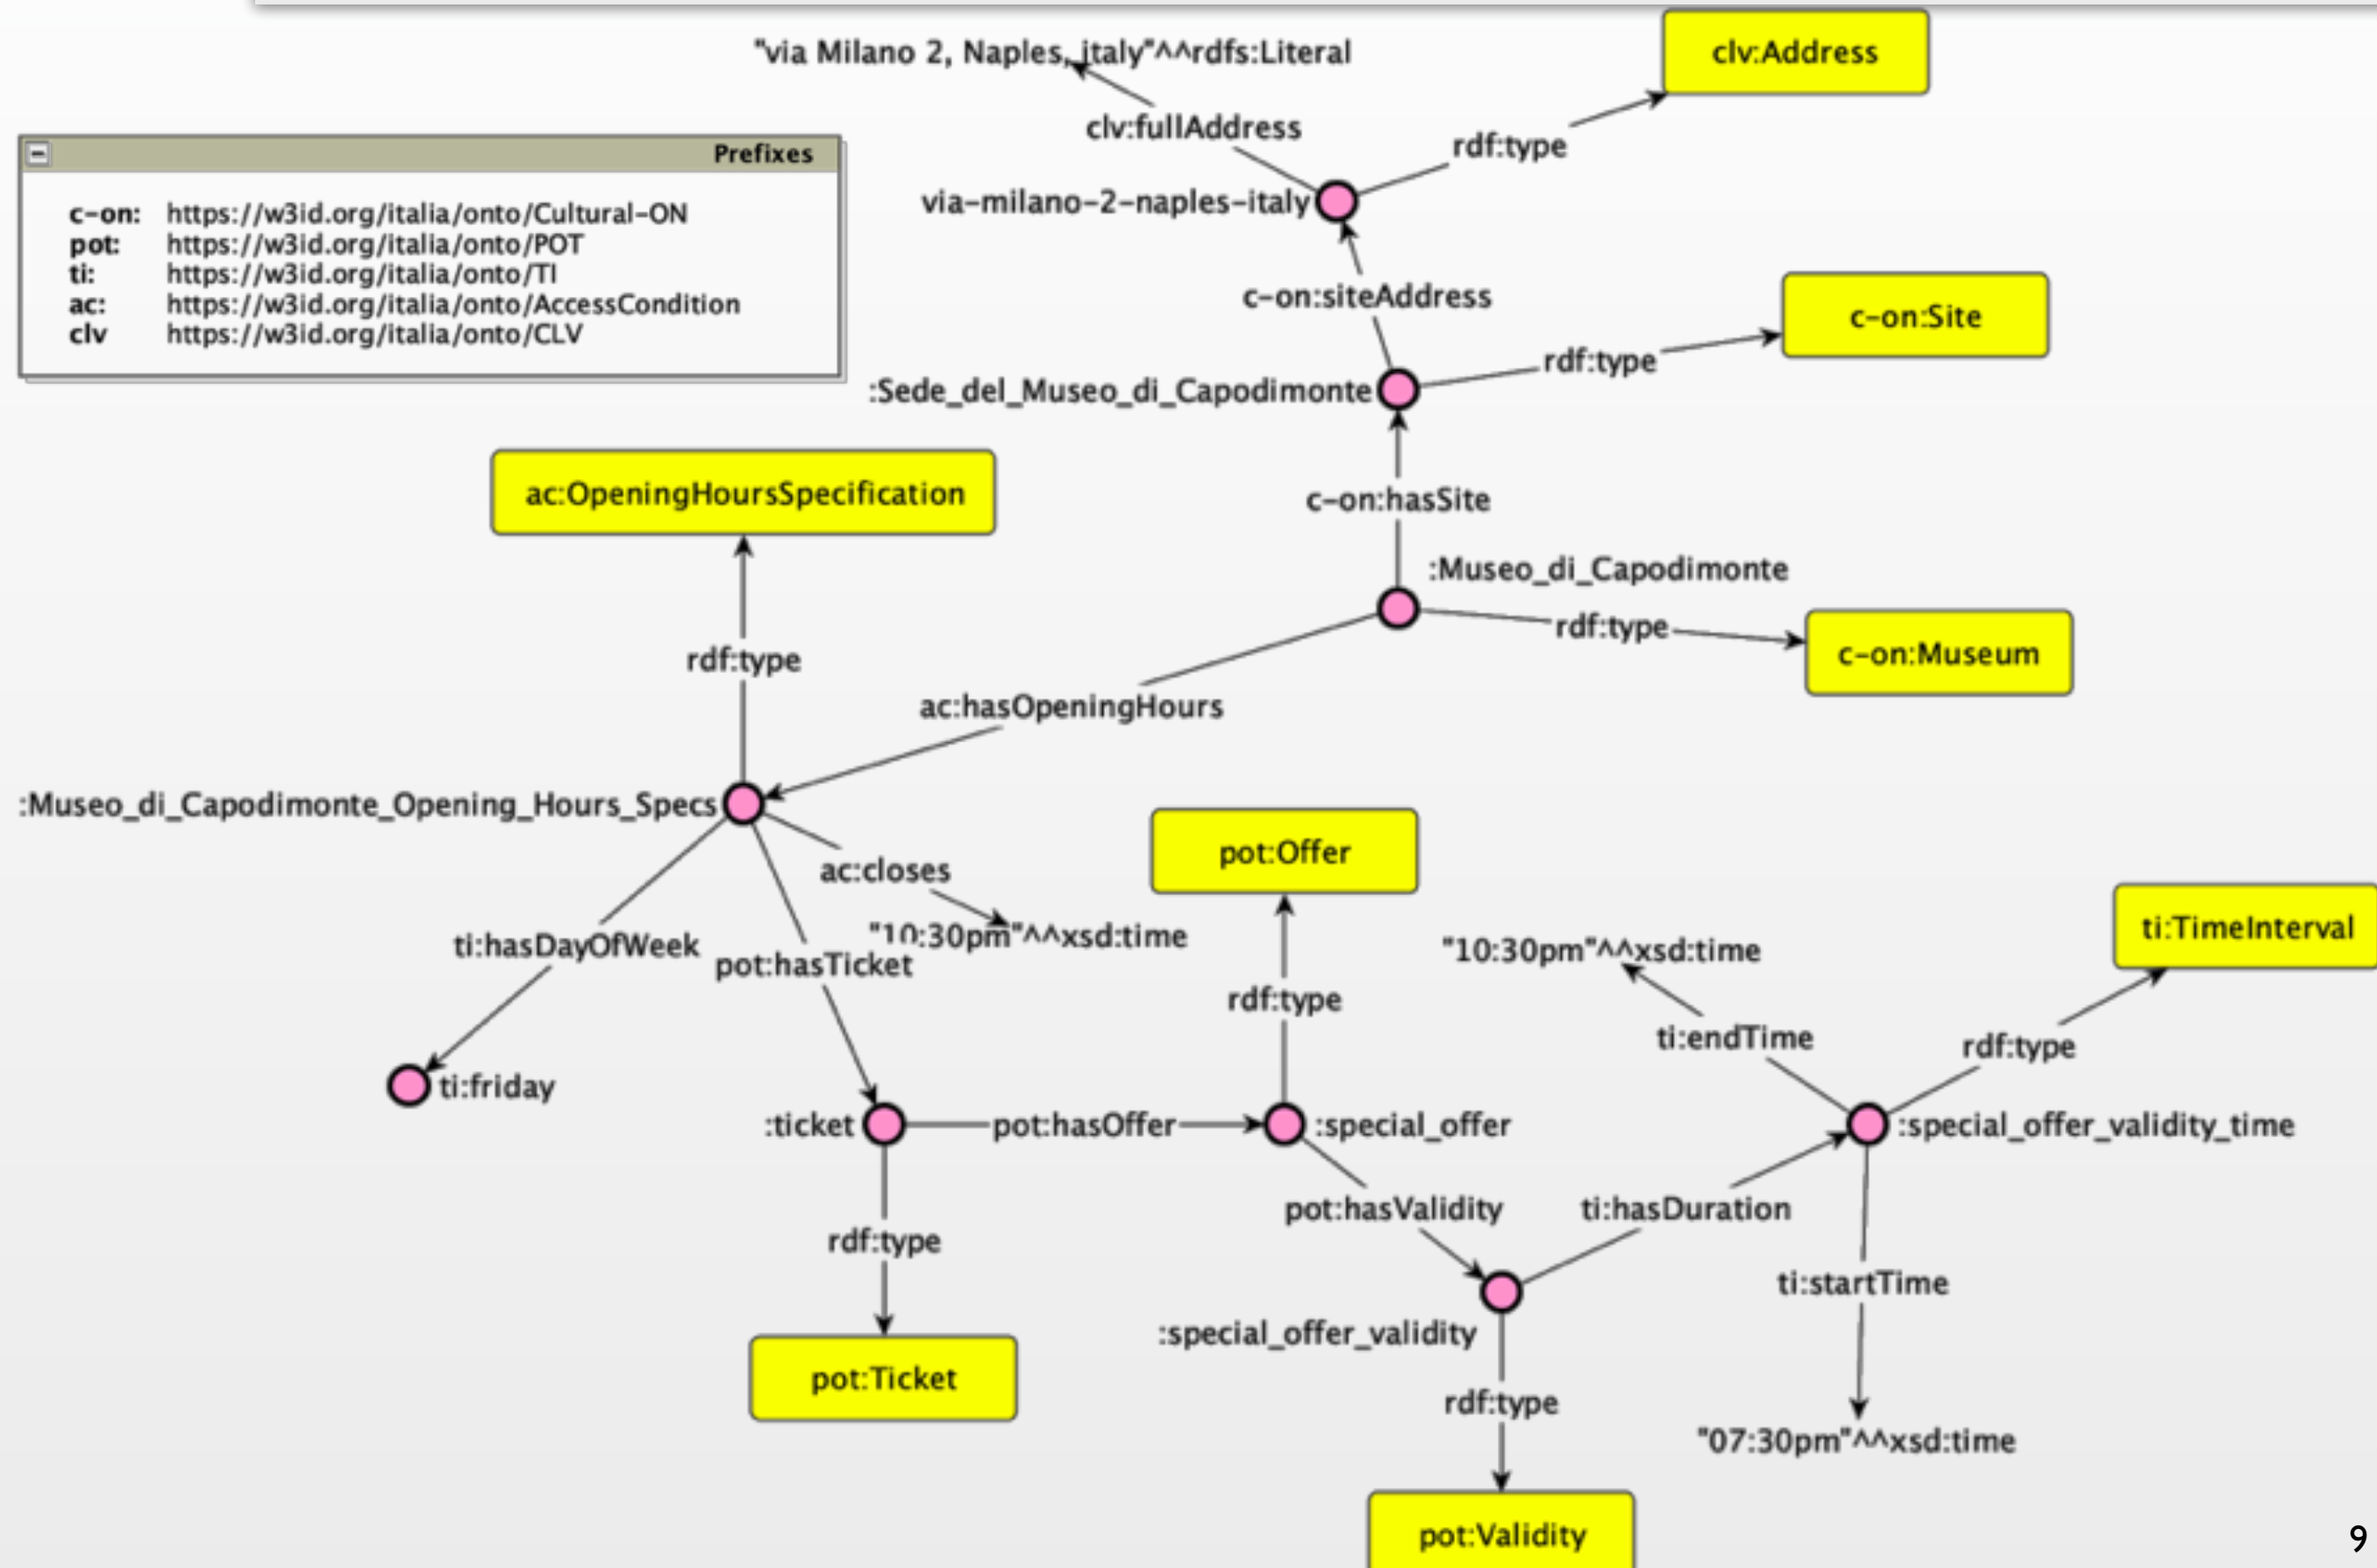 "via Milano 2, Naples, italy"^^rdfs:Literal
clv:Address
clv:fullAddress
rdf:type
Prefixes
via-milano-2-naples-italy
c-on: https://w3id.org/italia/onto/Cultural-ON
pot: https://w3id.org/italia/onto/POT
ti: https://w3id.org/italia/onto/TI
ac: https://w3id.org/italia/onto/AccessCondition
clv https://w3id.org/italia/onto/CLV
c-on:siteAddress
c-on:Site
rdf:type
:Sede_del_Museo_di_Capodimonte
ac:OpeningHoursSpecification
c-on:hasSite
:Museo_di_Capodimonte
rdf:type
c-on:Museum
rdf:type
ac:hasOpeningHours
:Museo_di_Capodimonte_Opening_Hours_Specs
pot:Offer
ac:closes
"10:30pm"^^xsd:time
ti:hasDayOfWeek
pot:hasTicket
"10:30pm"^^xsd:time
ti:TimeInterval
rdf:type
ti:endTime
rdf:type
ti:friday
:ticket
pot:hasOffer
:special_offer
:special_offer_validity_time
pot:hasValidity
ti:hasDuration
rdf:type
ti:startTime
:special_offer_validity
pot:Ticket
rdf:type
"07:30pm"^^xsd:time
pot:Validity
9